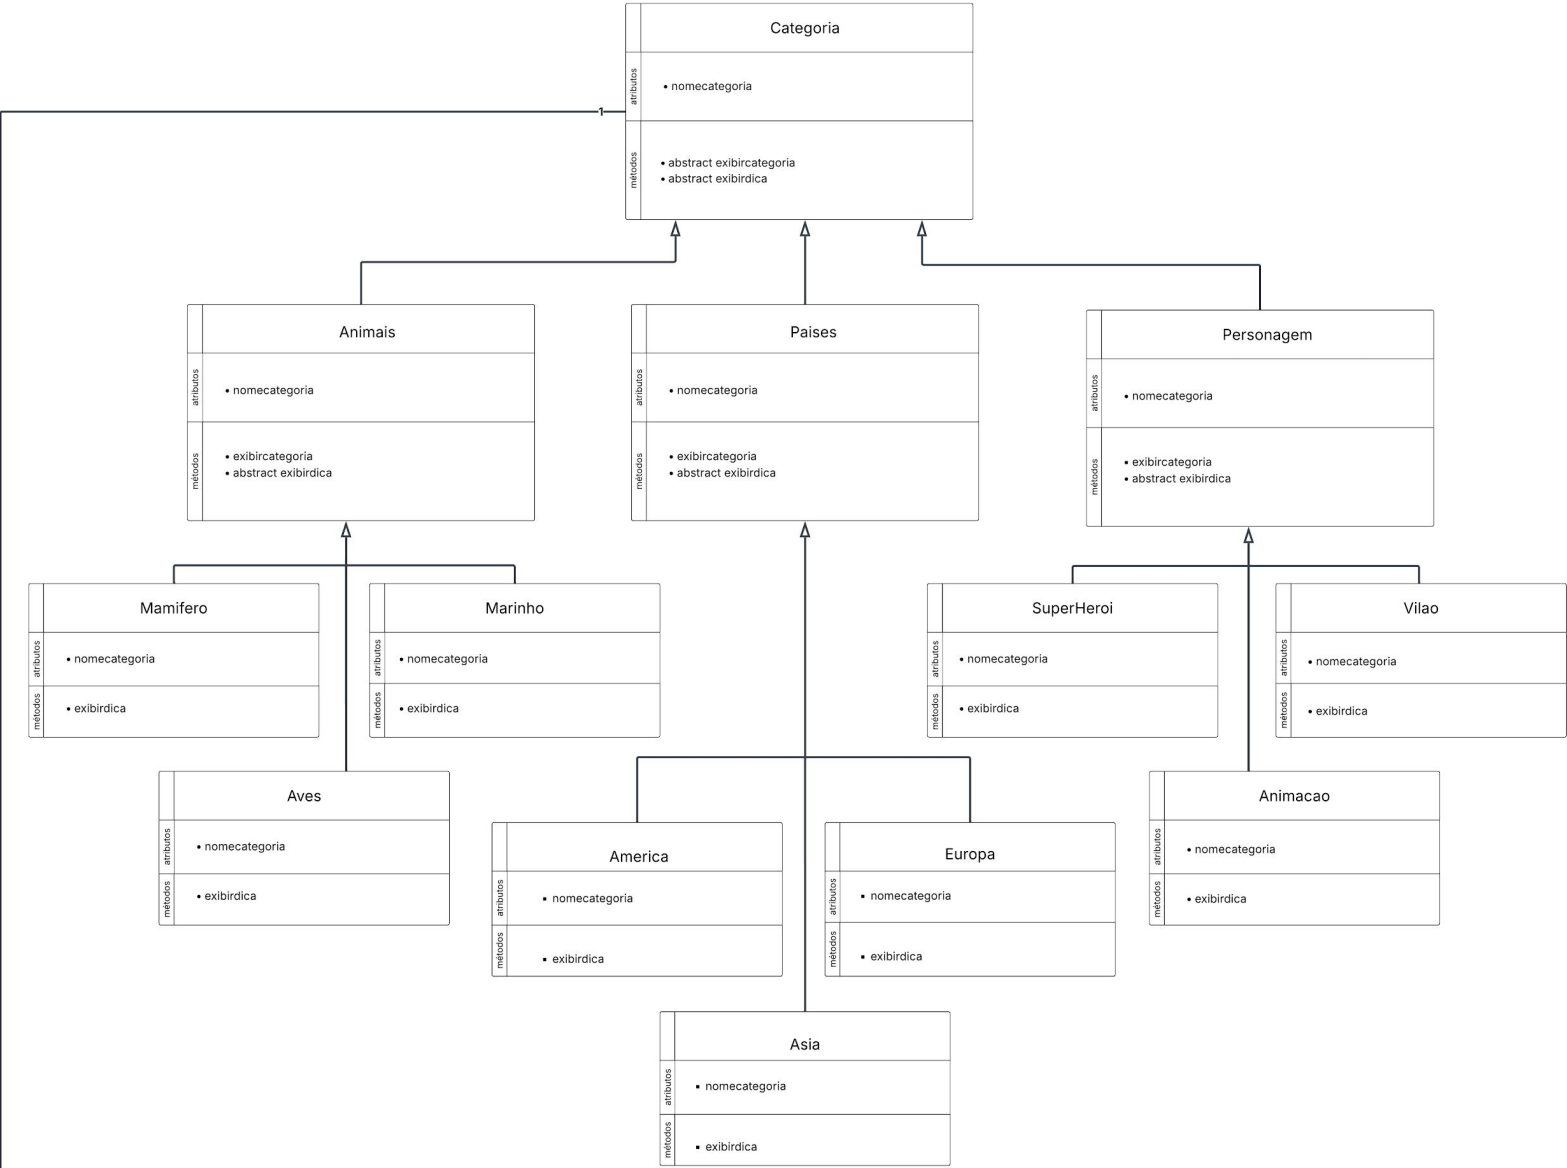 Categoria
atributos
• nomecategoria
1
métodos
• abstract exibircategoria
• abstract exibirdica
Animais
atributos
• nomecategoria
métodos
• exibircategoria
• abstract exibirdica
Paises
atributos
• nomecategoria
métodos
• exibircategoria
• abstract exibirdica
Personagem
atributos
• nomecategoria
métodos
• exibircategoria
• abstract exibirdica
Mamifero
atributos
• nomecategoria
métodos
• exibirdica
Marinho
atributos
• nomecategoria
métodos
• exibirdica
SuperHeroi
atributos
• nomecategoria
métodos
• exibirdica
Vilao
atributos
• nomecategoria
métodos
• exibirdica
Aves
atributos
• nomecategoria
métodos
• exibirdica
America
atributos
▪ nomecategoria
métodos
▪ exibirdica
Europa
atributos
▪ nomecategoria
métodos
▪ exibirdica
Animacao
atributos
• nomecategoria
métodos
• exibirdica
Asia
atributos
▪ nomecategoria
métodos
▪ exibirdica